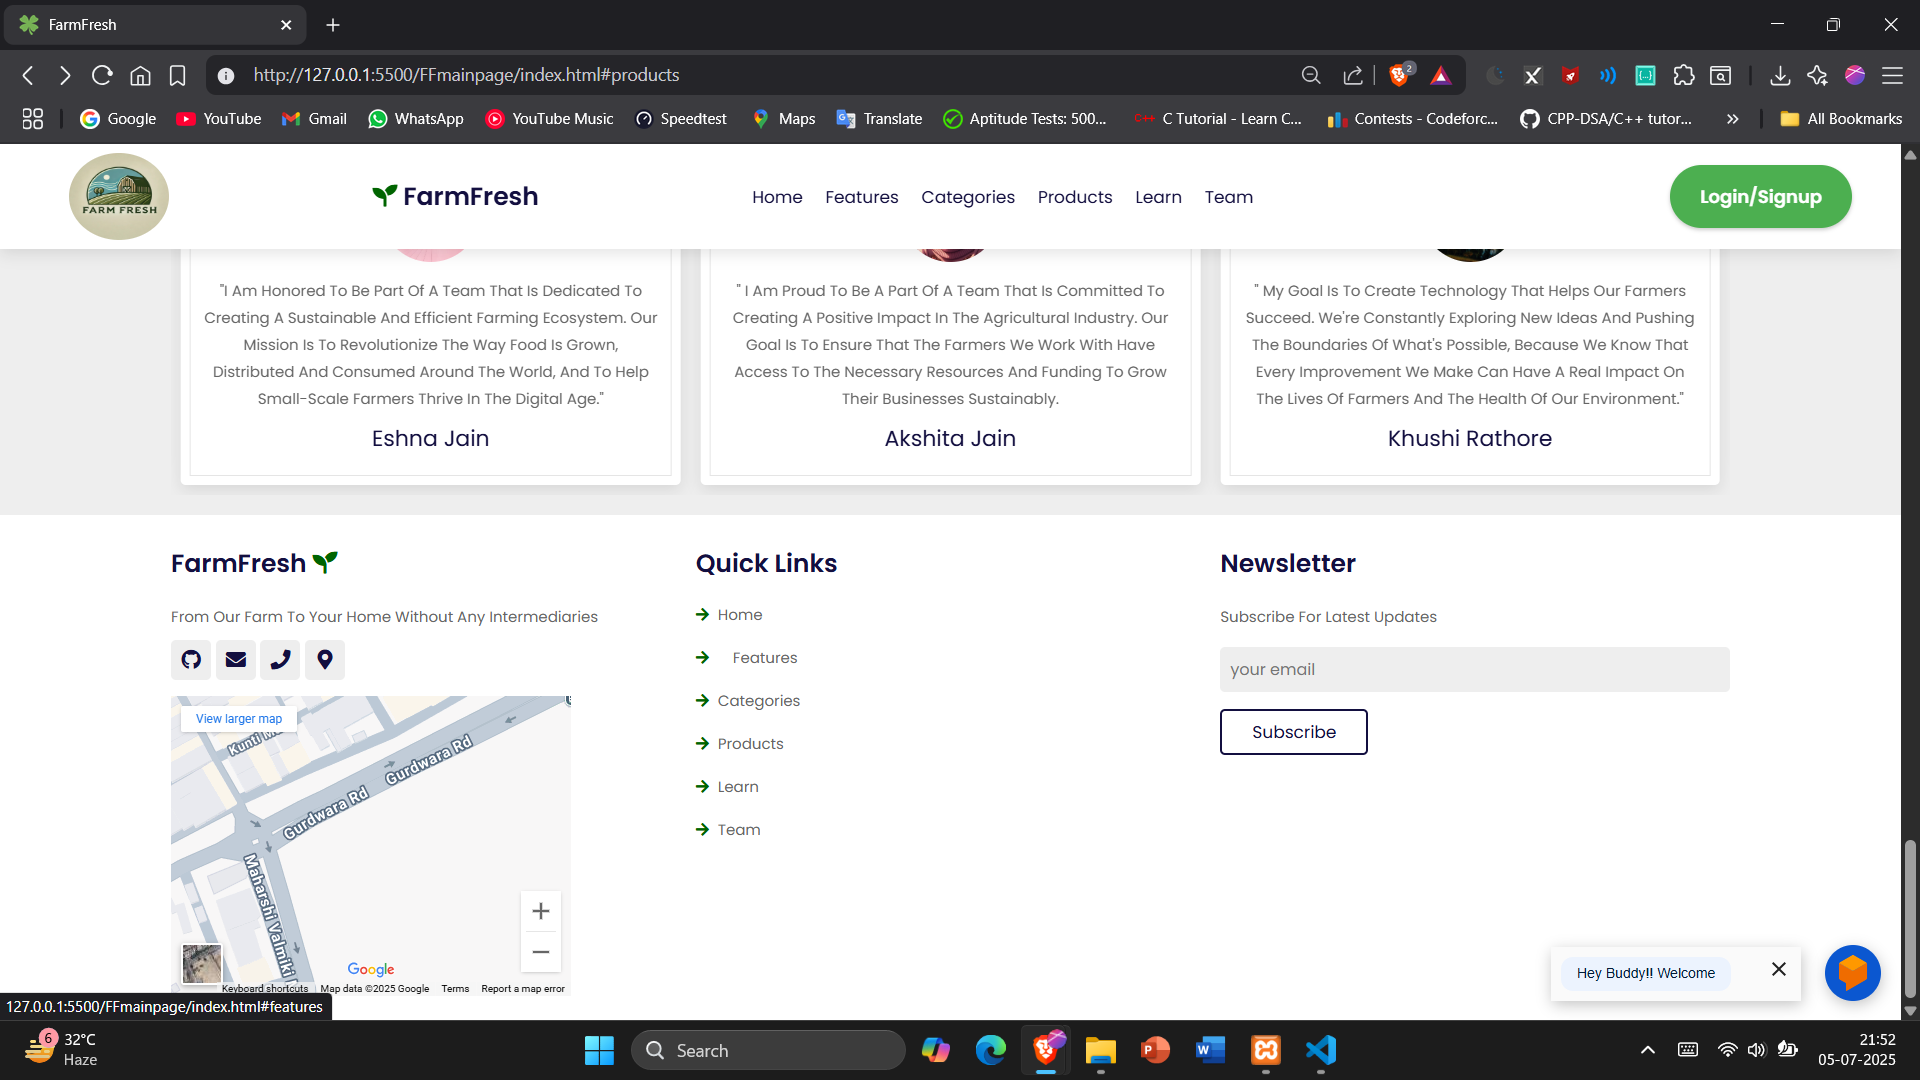 FarmFresh
http://127.0.0.1:5500/FFmainpage/index.html#products
2
Google
YouTube
Gmail
WhatsApp
YouTube Music
Speedtest
Maps
Translate
Aptitude Tests: 500...
C Tutorial - Learn C...
Contests - Codeforc...
CPP-DSA/C++ tutor...
All Bookmarks
FARM FRESH
FarmFresh
Home
Features
Categories
Products
Learn
Team
Login/Signup
"I Am Honored To Be Part Of A Team That Is Dedicated To
Creating A Sustainable And Efficient Farming Ecosystem. Our
Mission Is To Revolutionize The Way Food Is Grown,
Distributed And Consumed Around The World, And To Help
Small-Scale Farmers Thrive In The Digital Age."
Eshna Jain
" I Am Proud To Be A Part Of A Team That Is Committed To
Creating A Positive Impact In The Agricultural Industry. Our
Goal Is To Ensure That The Farmers We Work With Have
Access To The Necessary Resources And Funding To Grow
Their Businesses Sustainably.
Akshita Jain
" My Goal Is To Create Technology That Helps Our Farmers
Succeed. We're Constantly Exploring New Ideas And Pushing
The Boundaries Of What's Possible, Because We Know That
Every Improvement We Make Can Have A Real Impact On
The Lives Of Farmers And The Health Of Our Environment."
Khushi Rathore
FarmFresh
From Our Farm To Your Home Without Any Intermediaries
View larger map
Kunti
Gurdwara Rd
Gurdwara Rd
Maharshi Valmiki
Google
Keyboard shortcuts
Map data ©2025 Google
Terms
Report a map error
Quick Links
Home
Features
Categories
Products
Learn
Team
Newsletter
Subscribe For Latest Updates
your email
Subscribe
Hey Buddy!! Welcome
127.0.0.1:5500/FFmainpage/index.html#features
6
32°C
Haze
Search
21:52
05-07-2025